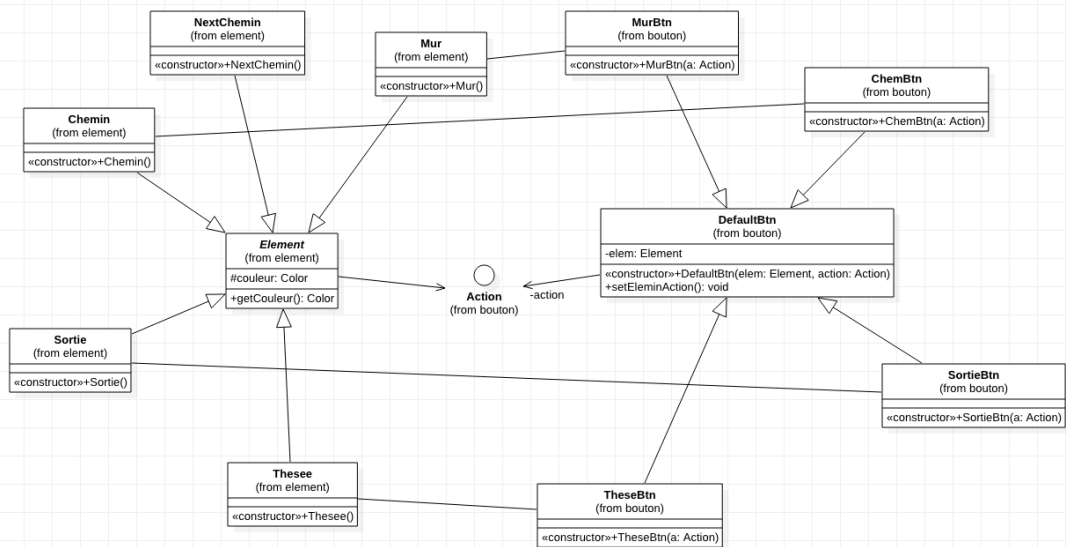 NextChemin
(from element)
«constructor»+NextChemin()
Mur
(from element)
«constructor»+Mur()
MurBtn
(from bouton)
«constructor»+MurBtn(a: Action)
ChemBtn
(from bouton)
«constructor»+ChemBtn(a: Action)
Chemin
(from element)
«constructor»+Chemin()
Element
(from element)
#couleur: Color
+getCouleur(): Color
Action
(from bouton)
-action
DefaultBtn
(from bouton)
-elem: Element
«constructor»+DefaultBtn(elem: Element, action: Action)
+setEleminAction(): void
Sortie
(from element)
«constructor»+Sortie()
SortieBtn
(from bouton)
«constructor»+SortieBtn(a: Action)
Thesee
(from element)
«constructor»+Thesee()
TheseBtn
(from bouton)
«constructor»+TheseBtn(a: Action)